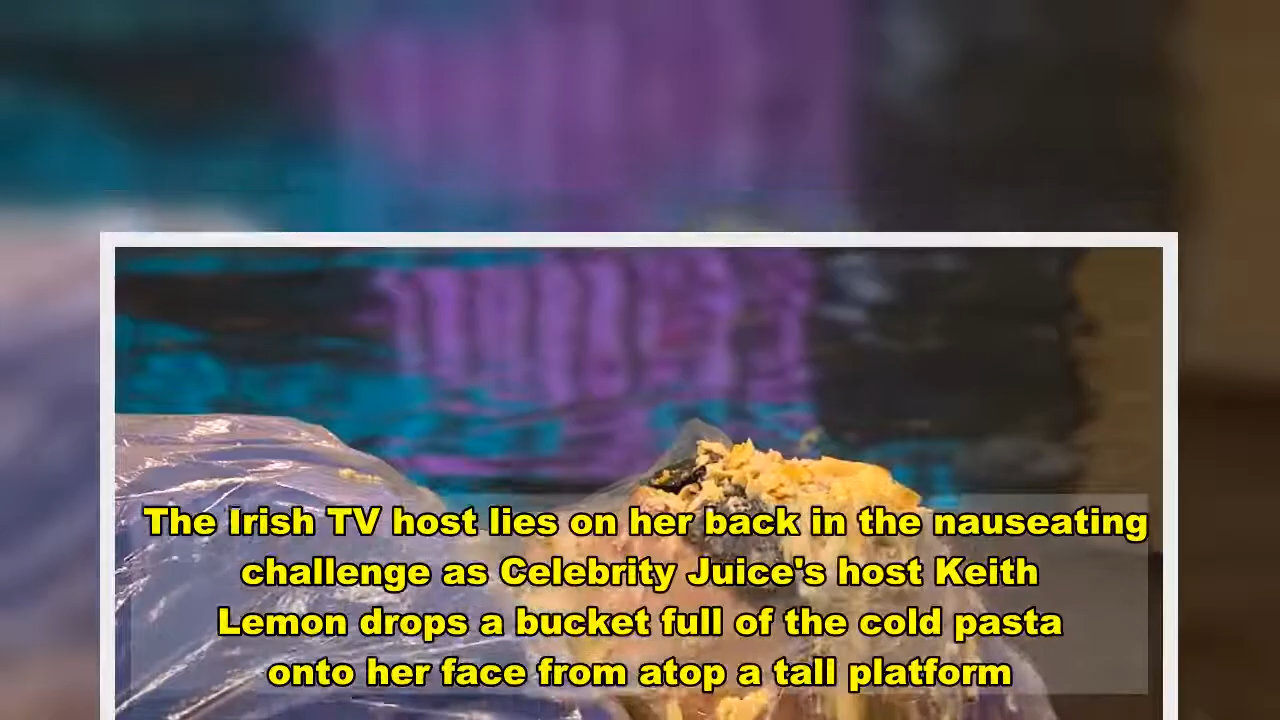 The Irish TV host lies on her back in the nauseating
challenge as Celebrity Juice's host Keith
Lemon drops a bucket full of the cold pasta
onto her face from atop a tall platform